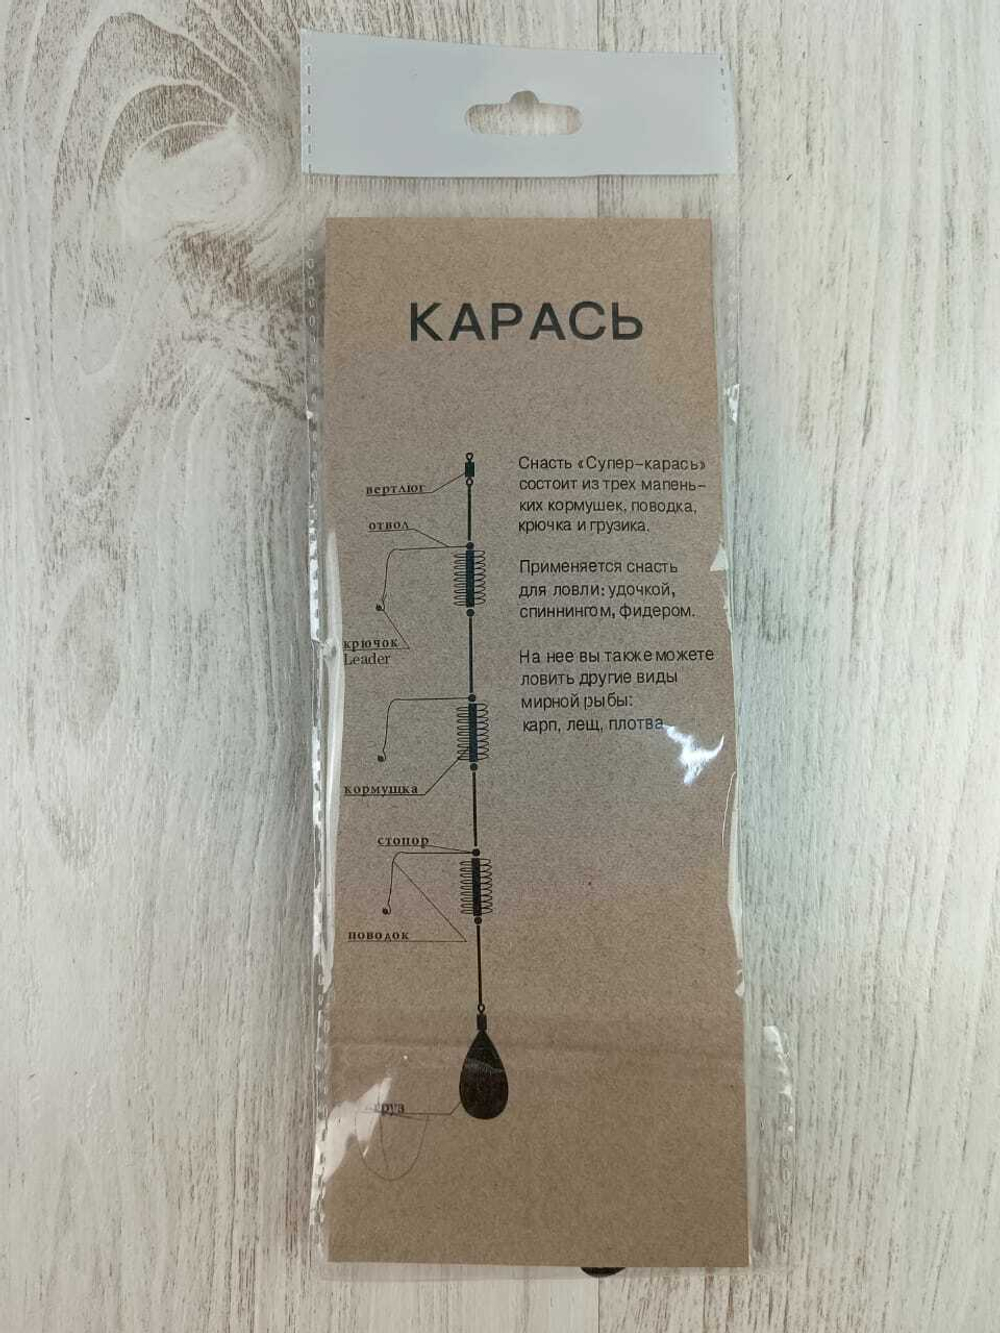 КАРАСЬ
вертлюг
отвод
крючок
Leader
кормушка
стопор
поводок
груз
Снасть «Супер-карась»
состоит из трех мапень-
ких кормушек, поводка,
крючка и грузика.
Применяется снасть
для ловли: удочкой,
спиннингом, фидером.
На нее вы также можете
ловить другие виды
мирной рыбы:
карп, лещ, плотва